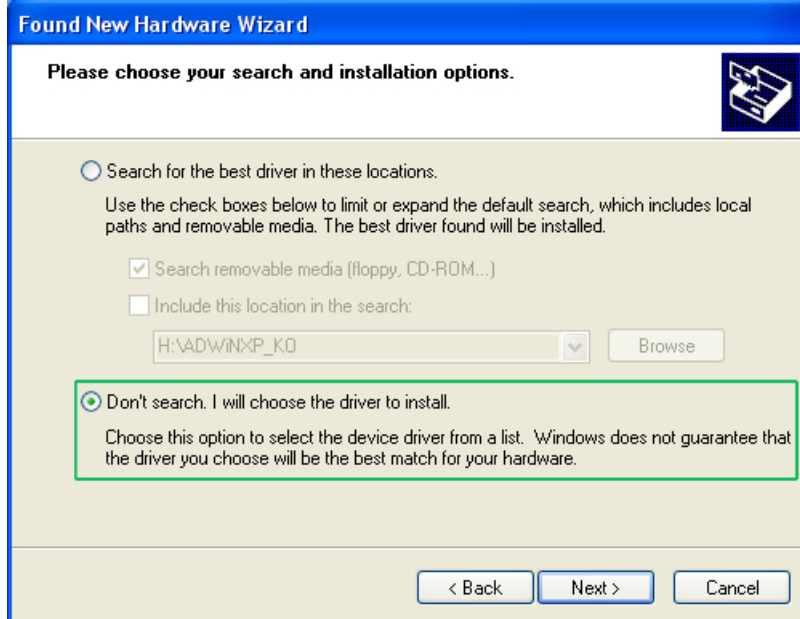 Found New Hardware Wizard
Please choose your search and installation options.
Search for the best driver in these locations.
Use the check boxes below to limit or expand the default search, which includes local
paths and removable media. The best driver found will be installed.
Search removable media (floppy, CD-ROM...)
Include this location in the search:
H:\ADWiNXP_KO
Browse
Don't search. I will choose the driver to install.
Choose this option to select the device driver from a list. Windows does not guarantee that
the driver you choose will be the best match for your hardware.
< Back Next > Cancel